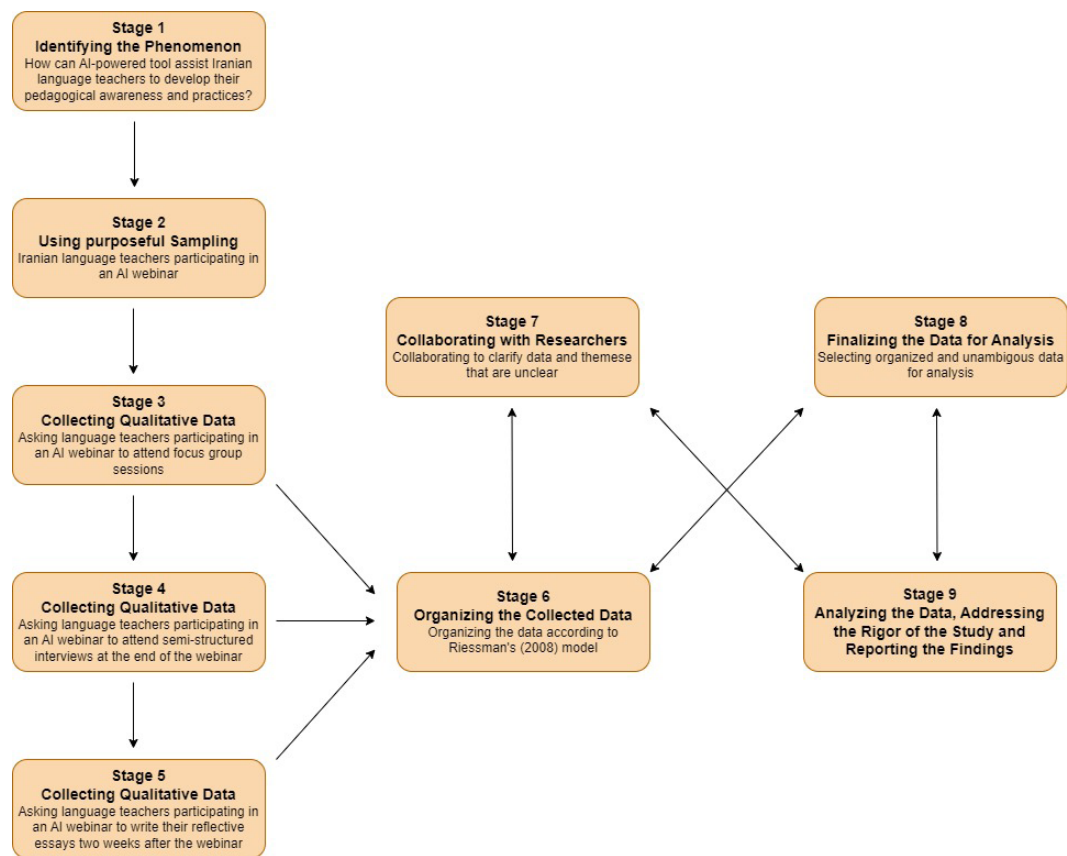 Stage 1
Identifying the Phenomenon
How can AI-powered tool assist Iranian
language teachers to develop their
pedagogical awareness and practices?
Stage 2
Using purposeful Sampling
Iranian language teachers participating in
an AI webinar
Stage 3
Collecting Qualitative Data
Asking language teachers participating in
an AI webinar to attend focus group
sessions
Stage 4
Collecting Qualitative Data
Asking language teachers participating in
an AI webinar to attend semi-structured
interviews at the end of the webinar
Stage 5
Collecting Qualitative Data
Asking language teachers participating in
an AI webinar to write their reflective
essays two weeks after the webinar
Stage 6
Organizing the Collected Data
Organizing the data according to
Riessman's (2008) model
Stage 7
Collaborating with Researchers
Collaborating to clarify data and themese
that are unclear
Stage 8
Finalizing the Data for Analysis
Selecting organized and unambigous data
for analysis
Stage 9
Analyzing the Data, Addressing
the Rigor of the Study and
Reporting the Findings